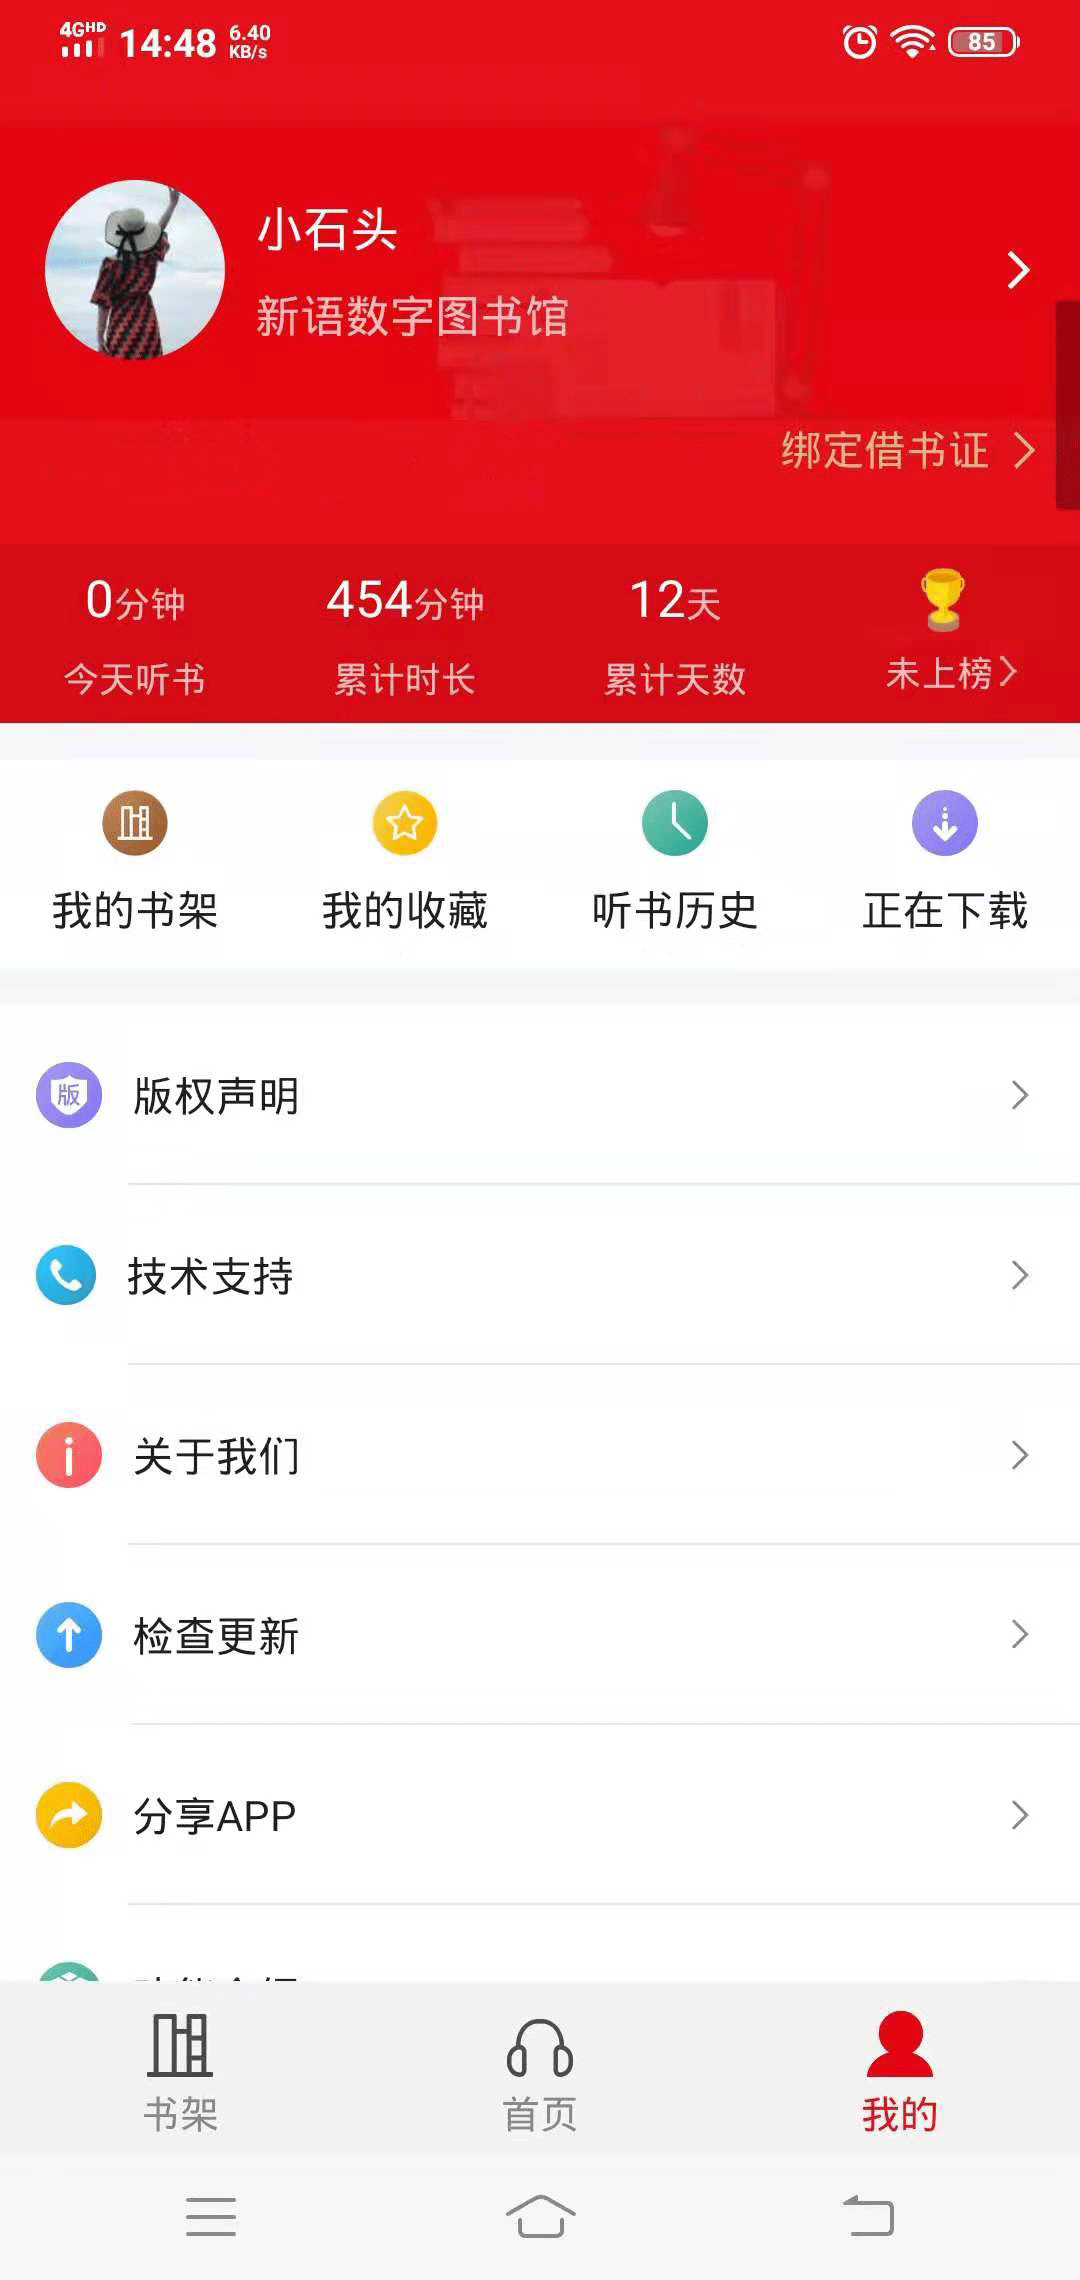 4GHD 14:48 6.40 KB/s 85
小石头
新语数字图书馆
绑定借书证
0分钟 454分钟 12天
今天听书 累计时长 累计天数 未上榜
我的书架 我的收藏 听书历史 正在下载
版 版权声明
技术支持
关于我们
检查更新
分享APP
书架 首页 我的